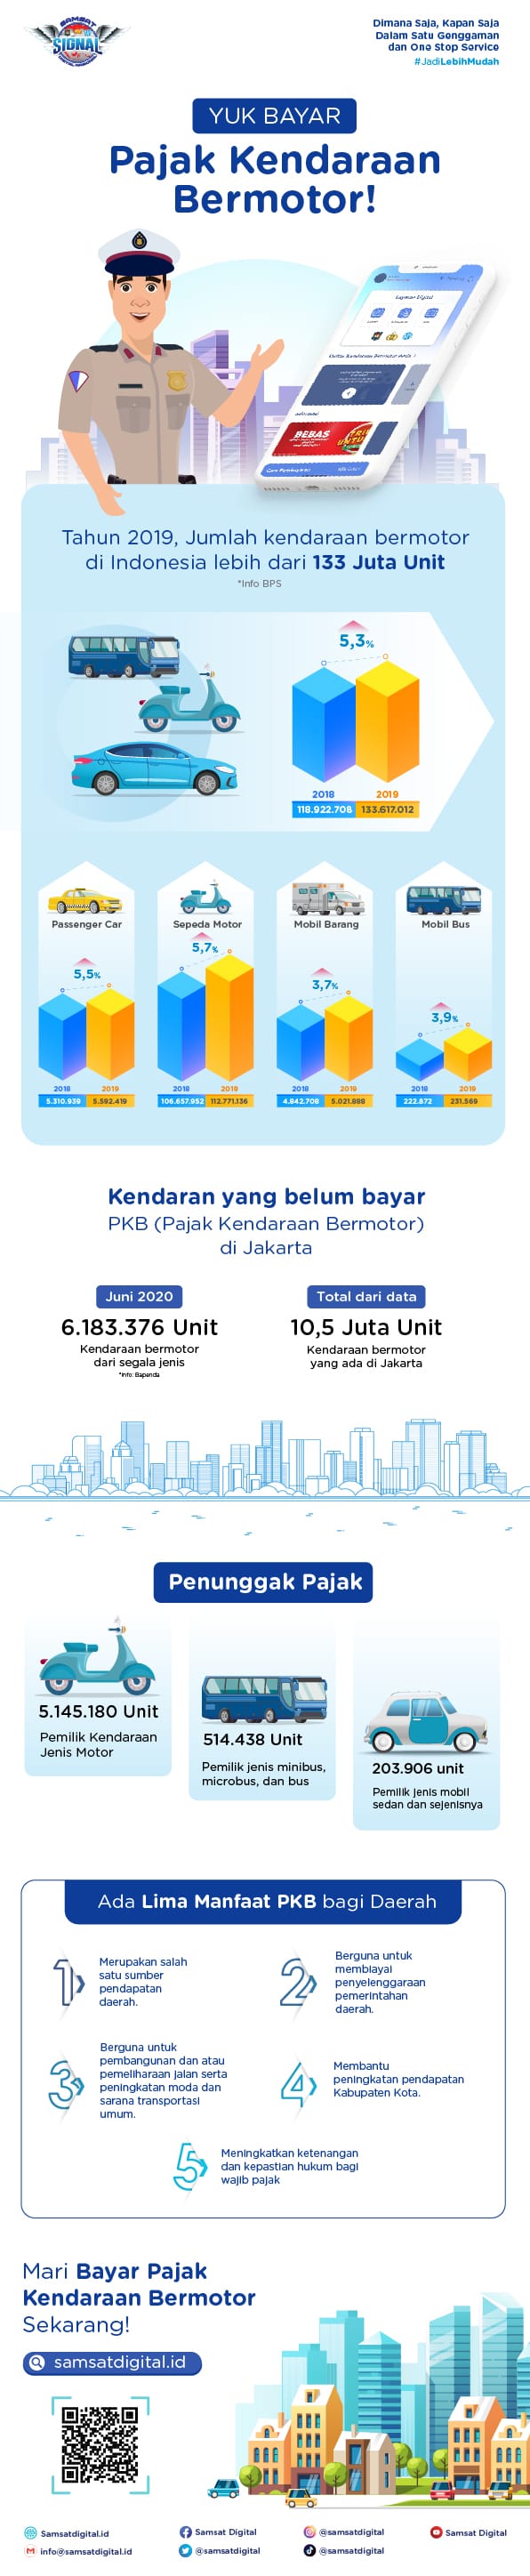 SAMSAT
SIGNAL
Dimana Saja, Kapan Saja
Dalam Satu Genggaman
dan One Stop Service
#JadiLebihMudah
YUK BAYAR
Pajak Kendaraan
Bermotor!
Layanan Digital
BEBAS
Tahun 2019, Jumlah kendaraan bermotor
di Indonesia lebih dari 133 Juta Unit
*Info BPS
5,3%
2018 2019
118.922.708 133.617.012
Passenger Car
5,5%
2018 2019
5.310.939 5.592.419
Sepeda Motor
5,7%
2018 2019
106.657.952 112.771.136
Mobil Barang
3,7%
2018 2019
4.842.708 5.021.888
Mobil Bus
3,9%
2018 2019
222.872 231.569
Kendaran yang belum bayar
PKB (Pajak Kendaraan Bermotor)
di Jakarta
Juni 2020
6.183.376 Unit
Kendaraan bermotor
dari segala jenis
*Info: Bapenda
Total dari data
10,5 Juta Unit
Kendaraan bermotor
yang ada di Jakarta
Penunggak Pajak
5.145.180 Unit
Pemilik Kendaraan
Jenis Motor
514.438 Unit
Pemilik jenis minibus,
microbus, dan bus
203.906 unit
Pemilik jenis mobil
sedan dan sejenisnya
Ada Lima Manfaat PKB bagi Daerah
1
Merupakan salah
satu sumber
pendapatan
daerah.
2
Berguna untuk
membiayai
penyelenggaraan
pemerintahan
daerah.
3
Berguna untuk
pembangunan dan atau
pemeliharaan jalan serta
peningkatan moda dan
sarana transportasi
umum.
4
Membantu
peningkatan pendapatan
Kabupaten Kota.
5
Meningkatkan ketenangan
dan kepastian hukum bagi
wajib pajak
Mari Bayar Pajak
Kendaraan Bermotor
Sekarang!
samsatdigital.id
Samsatdigital.id
Samsat Digital
@samsatdigital
Samsat Digital
info@samsatdigital.id
@samsatdigital
@samsatdigital